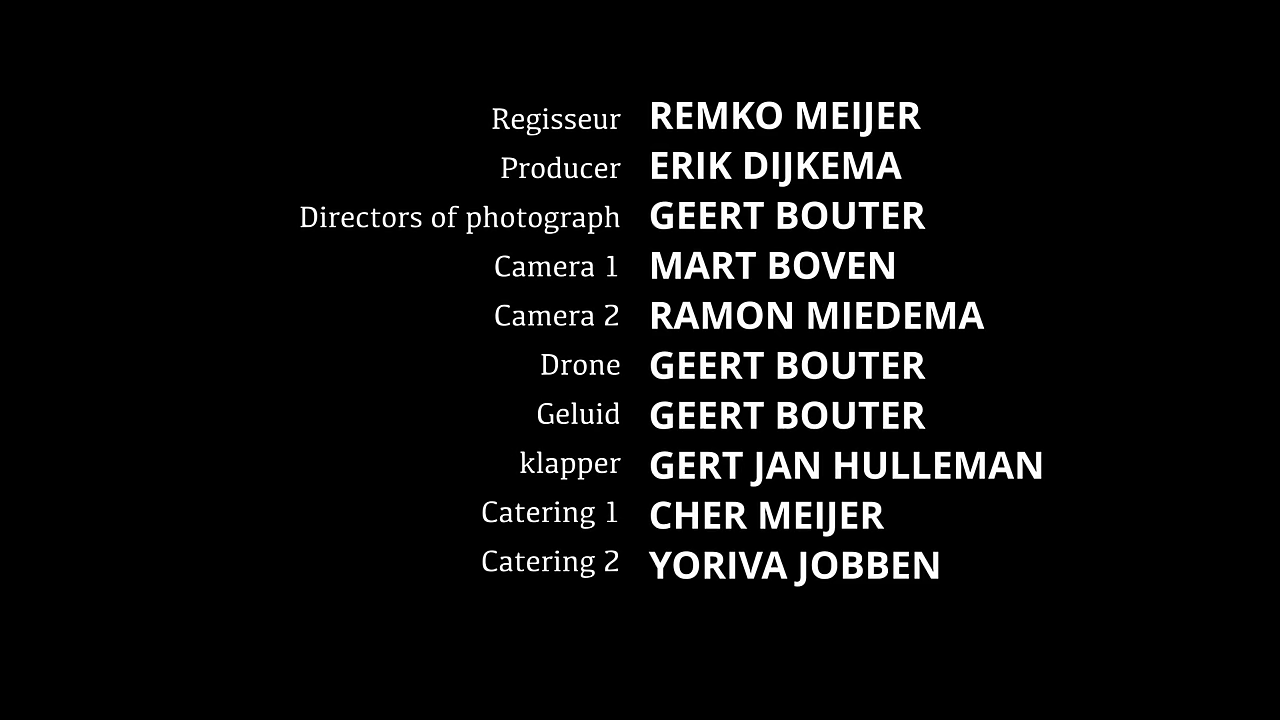 Regisseur REMKO MEIJER
Producer ERIK DIJKEMA
Directors of photograph GEERT BOUTER
Camera 1 MART BOVEN
Camera 2 RAMON MIEDEMA
Drone GEERT BOUTER
Geluid GEERT BOUTER
klapper GERT JAN HULLEMAN
Catering 1 CHER MEIJER
Catering 2 YORIVA JOBBEN